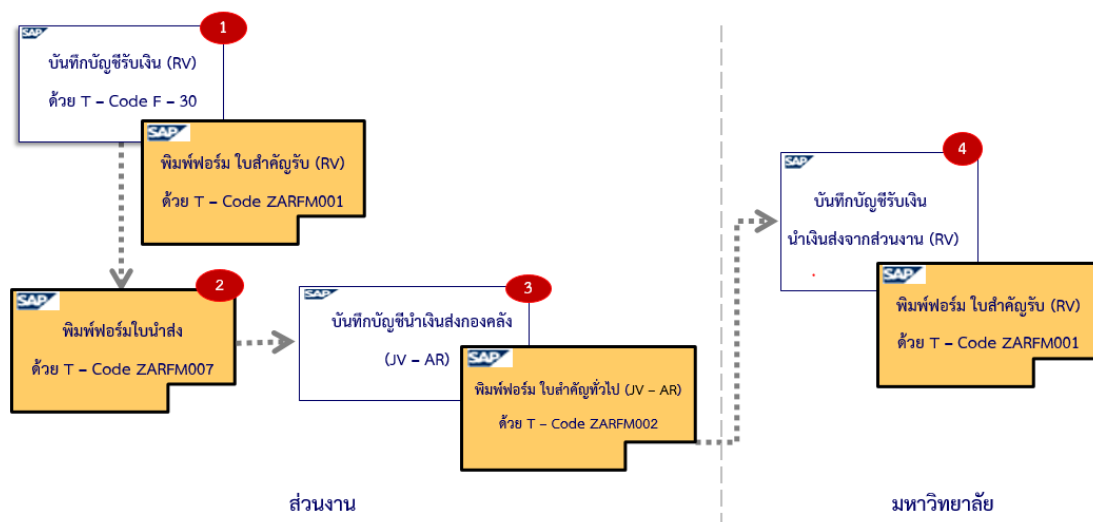 SAP
1
บันทึกบัญชีรับเงิน (RV)
ด้วย T – Code F – 30
SAP
พิมพ์ฟอร์ม ใบสำคัญรับ (RV)
ด้วย T – Code ZARFM001
SAP
2
พิมพ์ฟอร์มใบนำส่ง
ด้วย T – Code ZARFM007
SAP
3
บันทึกบัญชีนำเงินส่งกองคลัง
(JV – AR)
SAP
พิมพ์ฟอร์ม ใบสำคัญทั่วไป (JV – AR)
ด้วย T – Code ZARFM002
SAP
4
บันทึกบัญชีรับเงิน
นำเงินส่งจากส่วนงาน (RV)
SAP
พิมพ์ฟอร์ม ใบสำคัญรับ (RV)
ด้วย T – Code ZARFM001
ส่วนงาน
มหาวิทยาลัย